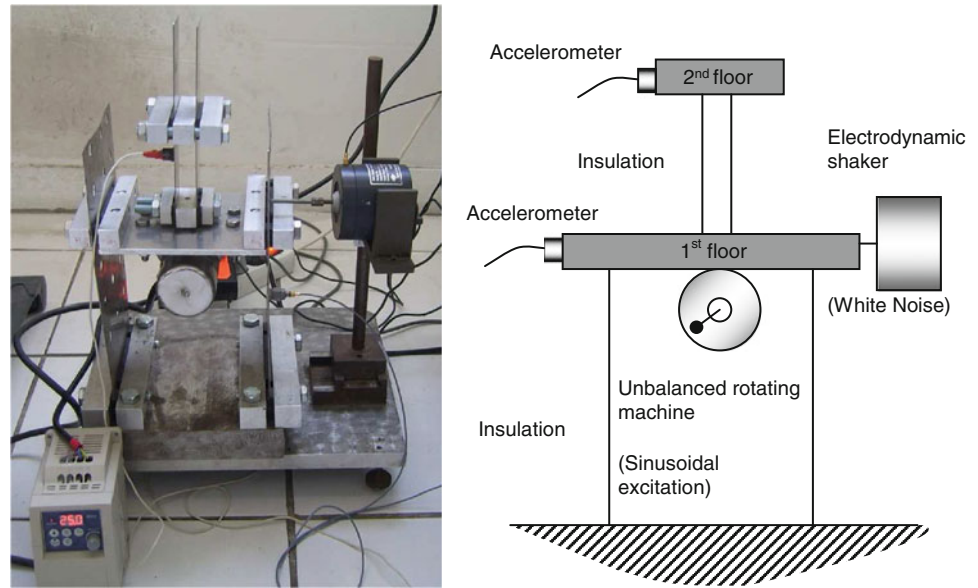 Accelerometer
2nd floor
Electrodynamic
shaker
Insulation
Accelerometer
1st floor
(White Noise)
Unbalanced rotating
machine
Insulation
(Sinusoidal
excitation)
25.0